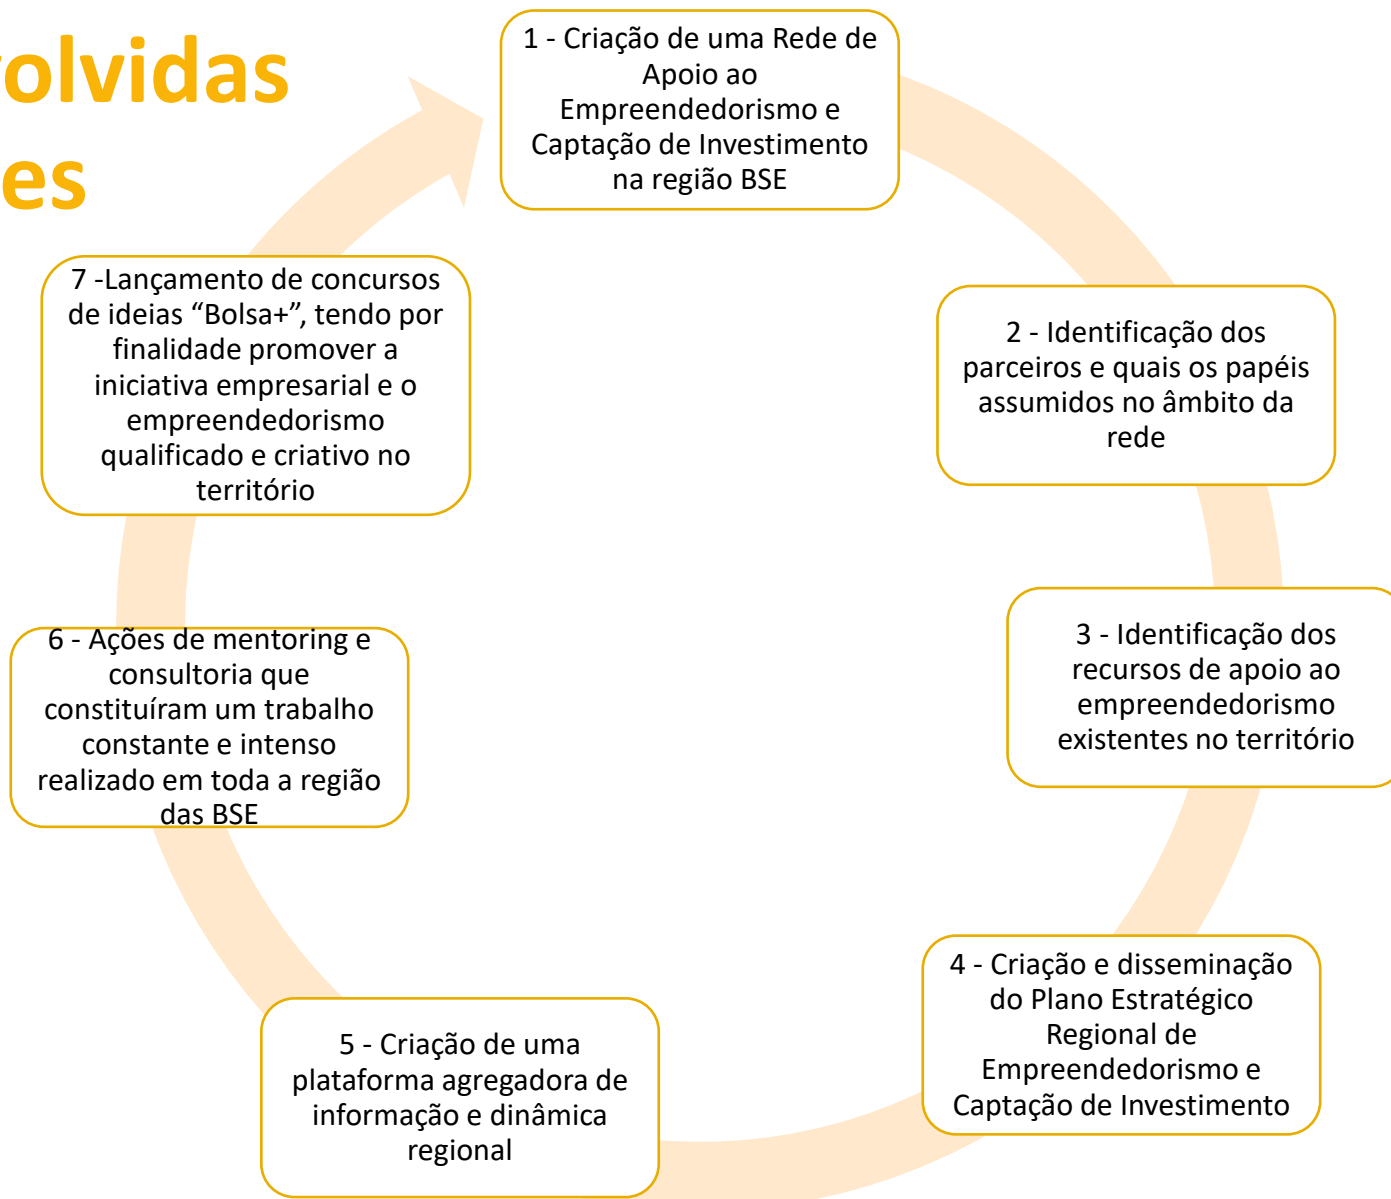 volvidas
es
1 - Criação de uma Rede de
Apoio ao
Empreendedorismo e
Captação de Investimento
na região BSE
2 - Identificação dos
parceiros e quais os papéis
assumidos no âmbito da
rede
3 - Identificação dos
recursos de apoio ao
empreendedorismo
existentes no território
4 - Criação e disseminação
do Plano Estratégico
Regional de
Empreendedorismo e
Captação de Investimento
5 - Criação de uma
plataforma agregadora de
informação e dinâmica
regional
6 - Ações de mentoring e
consultoria que
constituíram um trabalho
constante e intenso
realizado em toda a região
das BSE
7 -Lançamento de concursos
de ideias “Bolsa+”, tendo por
finalidade promover a
iniciativa empresarial e o
empreendedorismo
qualificado e criativo no
território